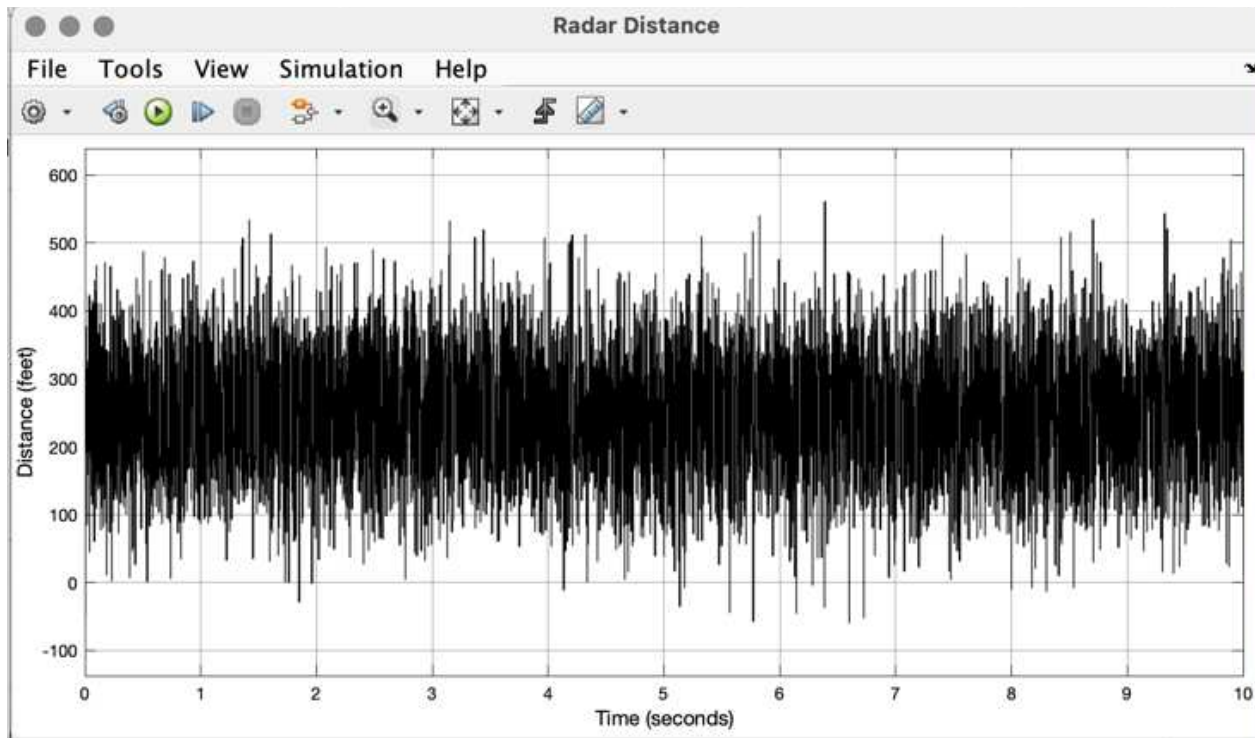 Radar Distance
File Tools View Simulation Help
600
500
400
300
200
100
0
-100
Distance (feet)
0 1 2 3 4 5 6 7 8 9 10
Time (seconds)